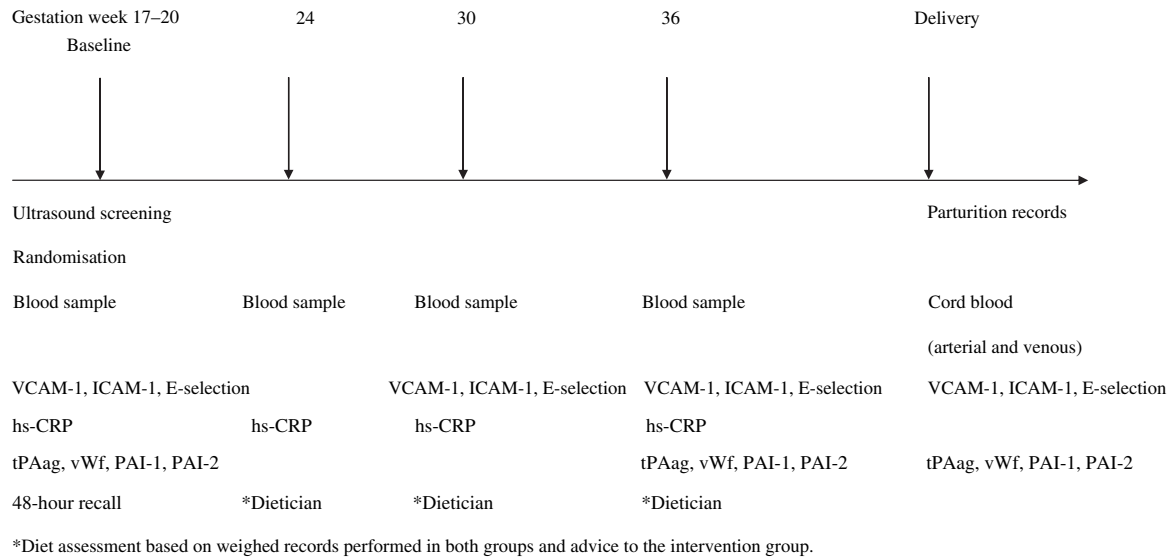 Gestation week 17–20 24 30 36 Delivery
Baseline
Ultrasound screening Parturition records
Randomisation
Blood sample Blood sample Blood sample Blood sample Cord blood
(arterial and venous)
VCAM-1, ICAM-1, E-selection VCAM-1, ICAM-1, E-selection VCAM-1, ICAM-1, E-selection VCAM-1, ICAM-1, E-selection
hs-CRP hs-CRP hs-CRP hs-CRP
tPAag, vWf, PAI-1, PAI-2 tPAag, vWf, PAI-1, PAI-2 tPAag, vWf, PAI-1, PAI-2
48-hour recall *Dietician *Dietician *Dietician
*Diet assessment based on weighed records performed in both groups and advice to the intervention group.